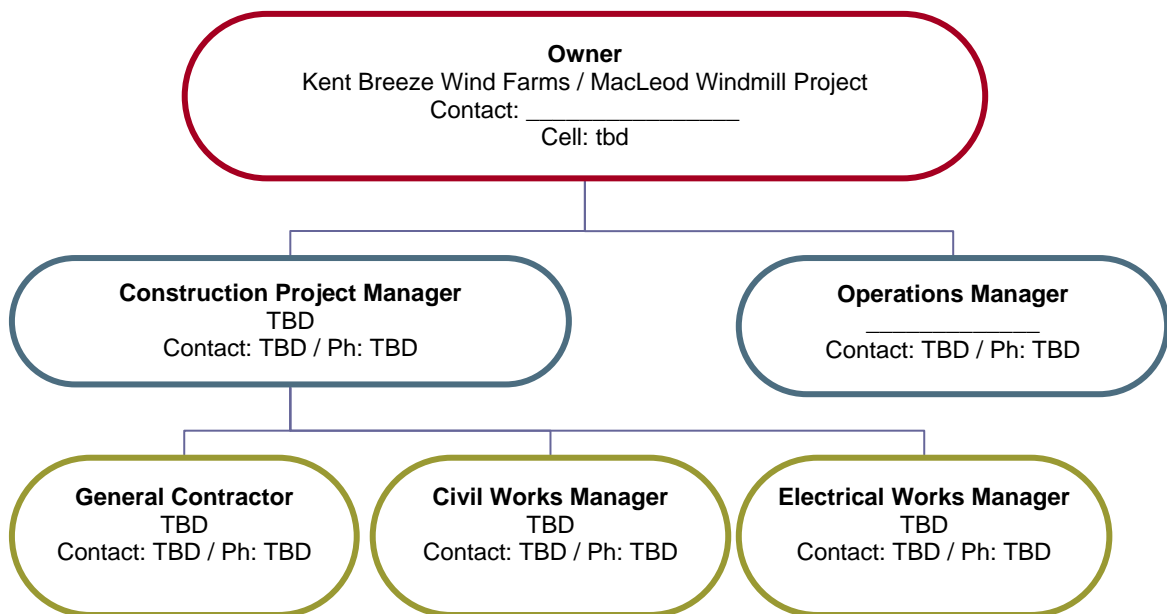 Owner
Kent Breeze Wind Farms / MacLeod Windmill Project
Contact: ________________
Cell: tbd
Construction Project Manager
TBD
Contact: TBD / Ph: TBD
Operations Manager
_____________
Contact: TBD / Ph: TBD
General Contractor
TBD
Contact: TBD / Ph: TBD
Civil Works Manager
TBD
Contact: TBD / Ph: TBD
Electrical Works Manager
TBD
Contact: TBD / Ph: TBD